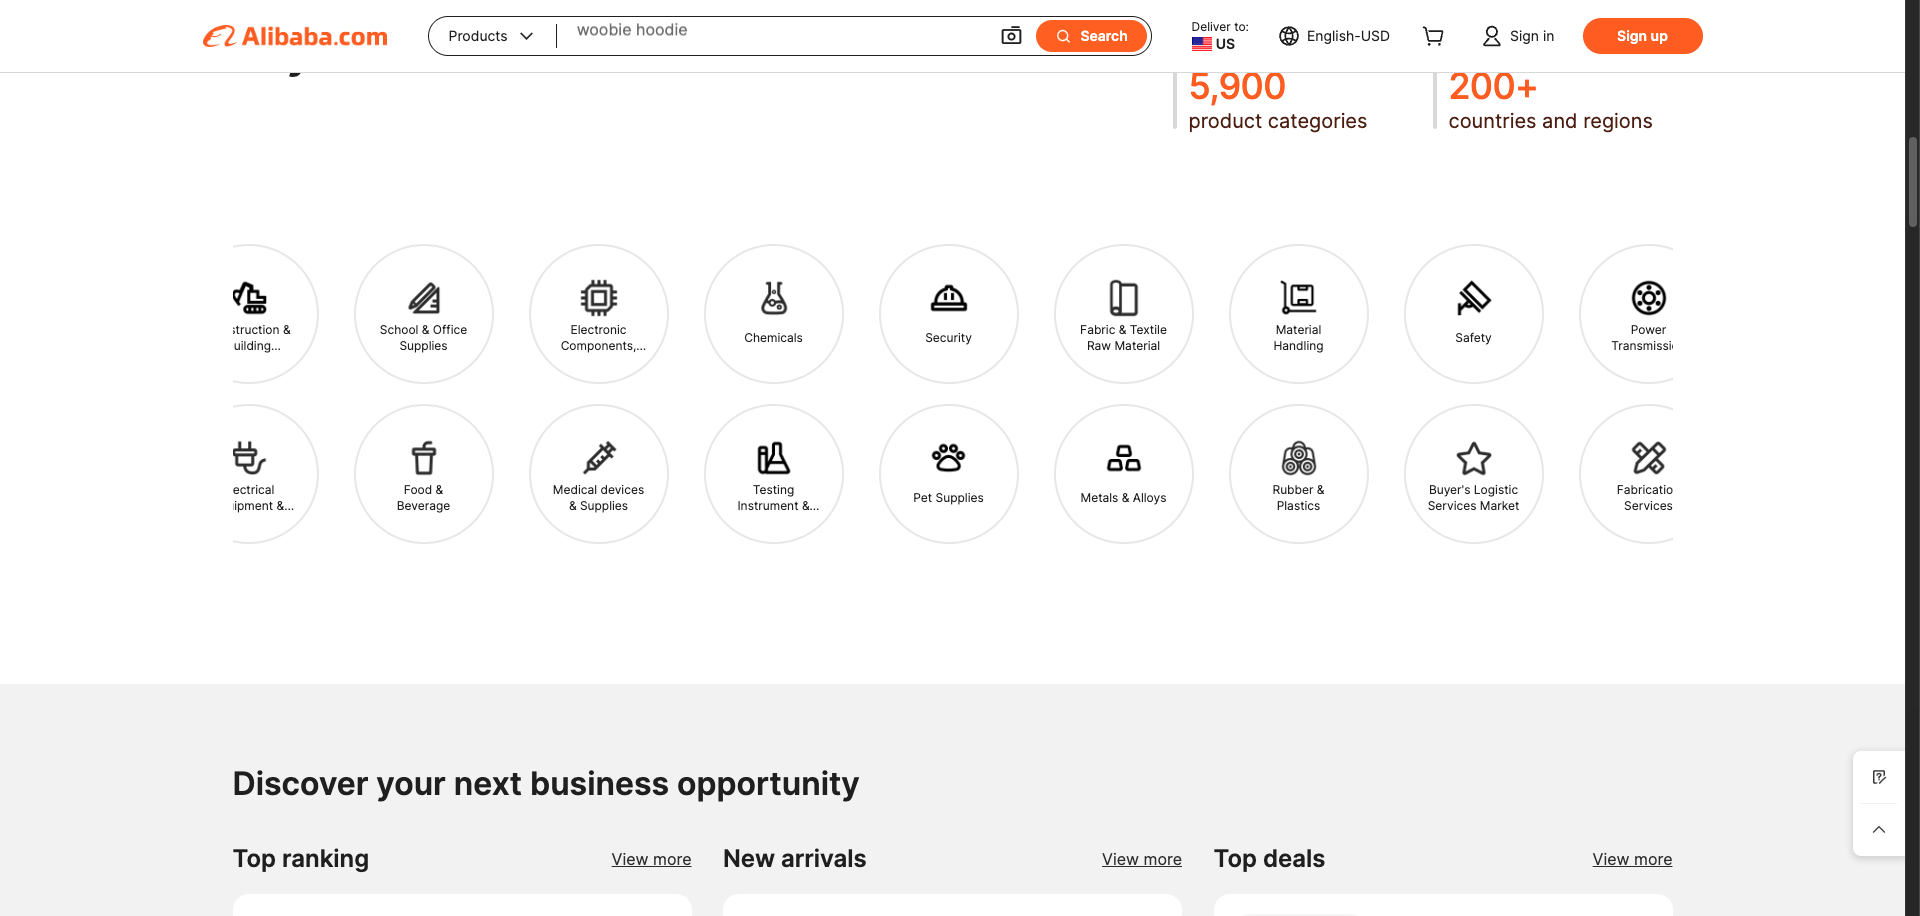 Alibaba.com
Products
woobie hoodie
Search
Deliver to:
US
English-USD
Sign in
Sign up
5,900
product categories
200+
countries and regions
struction &
uilding...
School & Office
Supplies
Electronic
Components,...
Chemicals
Security
Fabric & Textile
Raw Material
Material
Handling
Safety
Power
Transmissi
ectrical
ipment &...
Food &
Beverage
Medical devices
& Supplies
Testing
Instrument &...
Pet Supplies
Metals & Alloys
Rubber &
Plastics
Buyer's Logistic
Services Market
Fabricatio
Services
Discover your next business opportunity
Top ranking
View more
New arrivals
View more
Top deals
View more